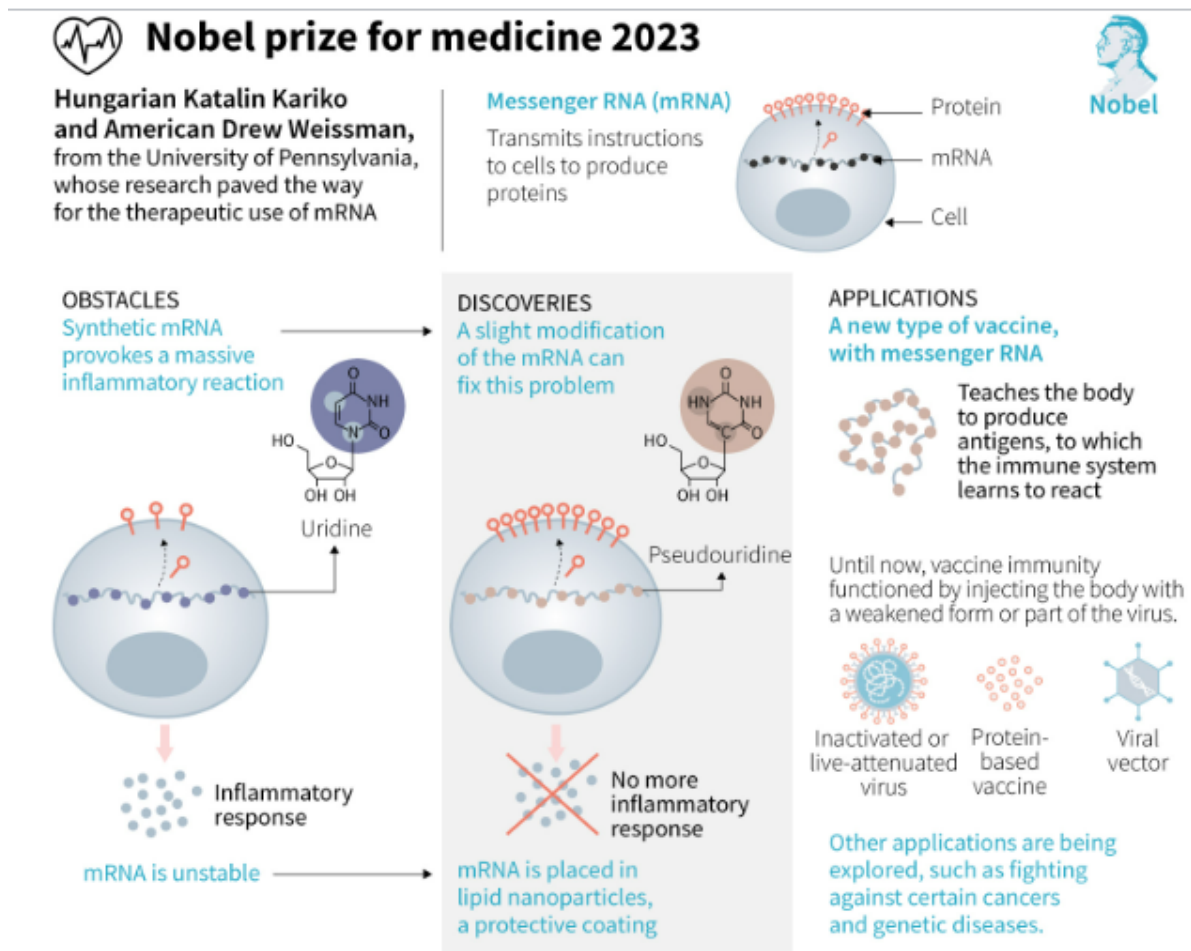 Nobel prize for medicine 2023
Nobel
Hungarian Katalin Kariko
and American Drew Weissman,
from the University of Pennsylvania,
whose research paved the way
for the therapeutic use of mRNA
Messenger RNA (mRNA)
Transmits instructions
to cells to produce
proteins
Protein
mRNA
Cell
OBSTACLES
Synthetic mRNA
provokes a massive
inflammatory reaction
O
NH
N
O
HO
O
OH OH
Uridine
Inflammatory
response
mRNA is unstable
DISCOVERIES
A slight modification
of the mRNA can
fix this problem
O
HN
NH
C
O
HO
O
OH OH
Pseudouridine
No more
inflammatory
response
mRNA is placed in
lipid nanoparticles,
a protective coating
APPLICATIONS
A new type of vaccine,
with messenger RNA
Teaches the body
to produce
antigens, to which
the immune system
learns to react
Until now, vaccine immunity
functioned by injecting the body with
a weakened form or part of the virus.
Inactivated or
live-attenuated
virus
Protein-
based
vaccine
Viral
vector
Other applications are being
explored, such as fighting
against certain cancers
and genetic diseases.